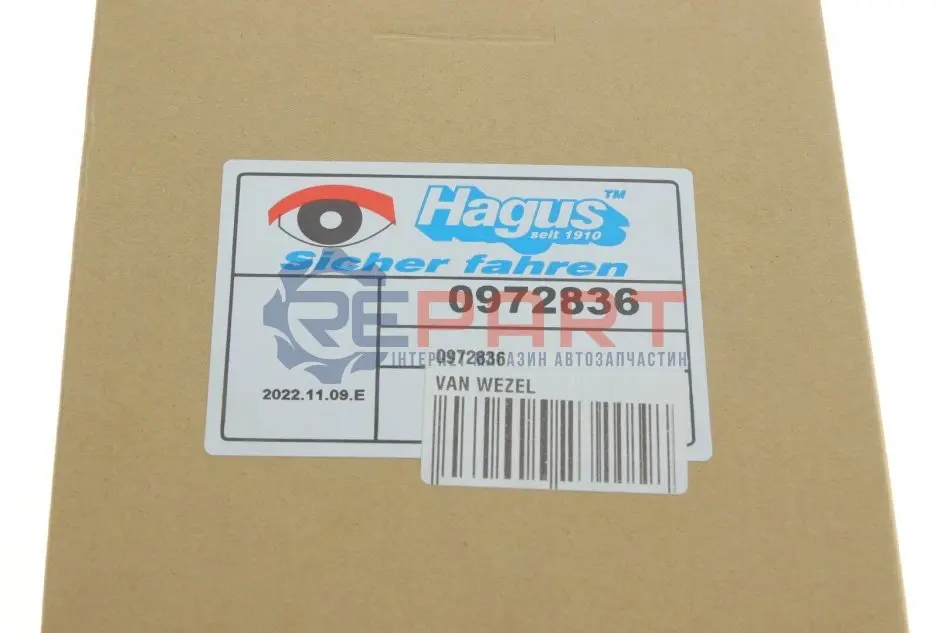 Hagus™
seit 1910
Sicher fahren
0972836
REPART
ІНТЕРНЕТ МАГАЗИН АВТОЗАПЧАСТИН
0972836
VAN WEZEL
2022.11.09.E